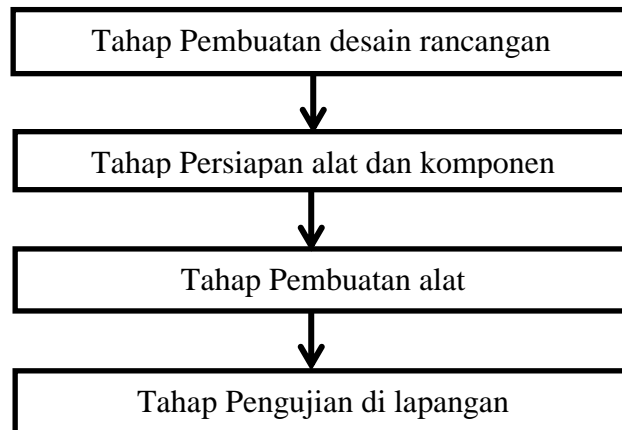 Tahap Pembuatan desain rancangan
Tahap Persiapan alat dan komponen
Tahap Pembuatan alat
Tahap Pengujian di lapangan